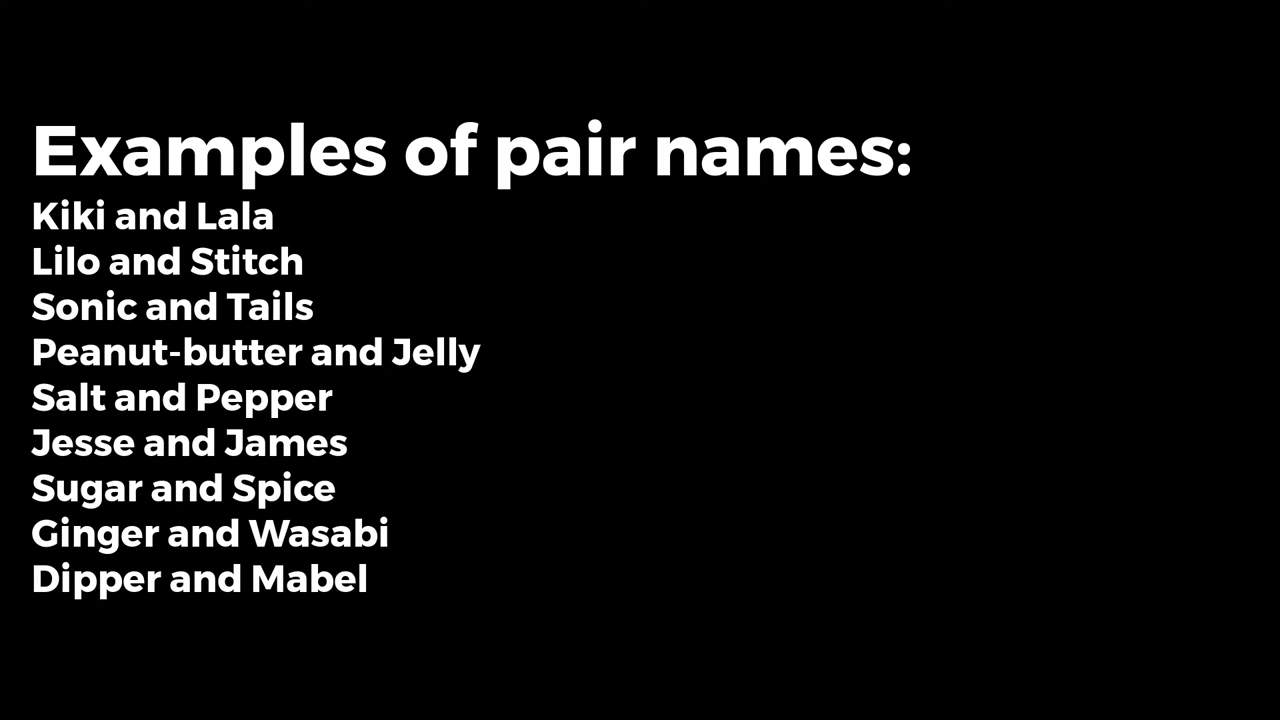 Examples of pair names:
Kiki and Lala
Lilo and Stitch
Sonic and Tails
Peanut-butter and Jelly
Salt and Pepper
Jesse and James
Sugar and Spice
Ginger and Wasabi
Dipper and Mabel